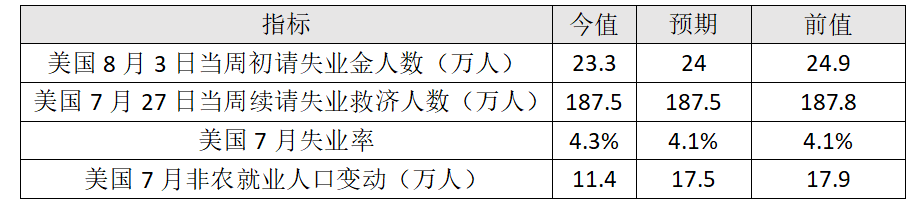 指标 今值 预期 前值
美国 8 月 3 日当周初请失业金人数（万人） 23.3 24 24.9
美国 7 月 27 日当周续请失业救济人数（万人） 187.5 187.5 187.8
美国 7 月失业率 4.3% 4.1% 4.1%
美国 7 月非农就业人口变动（万人） 11.4 17.5 17.9